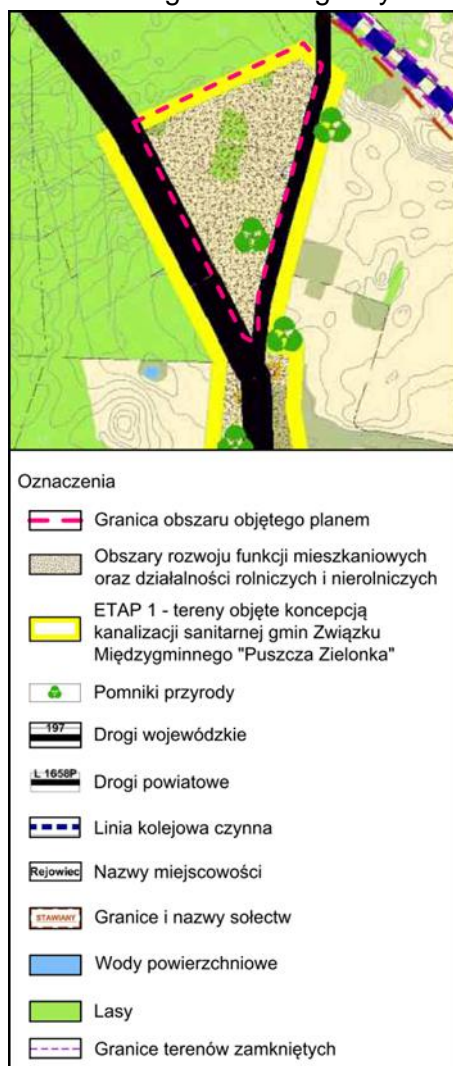 Oznaczenia
Granica obszaru objętego planem
Obszary rozwoju funkcji mieszkaniowych
oraz działalności rolniczych i nierolniczych
ETAP 1 - tereny objęte koncepcją
kanalizacji sanitarnej gmin Związku
Międzygminnego "Puszcza Zielonka"
Pomniki przyrody
197
Drogi wojewódzkie
L 1658P
Drogi powiatowe
Linia kolejowa czynna
Rejowiec
Nazwy miejscowości
STAWIANY
Granice i nazwy sołectw
Wody powierzchniowe
Lasy
Granice terenów zamkniętych